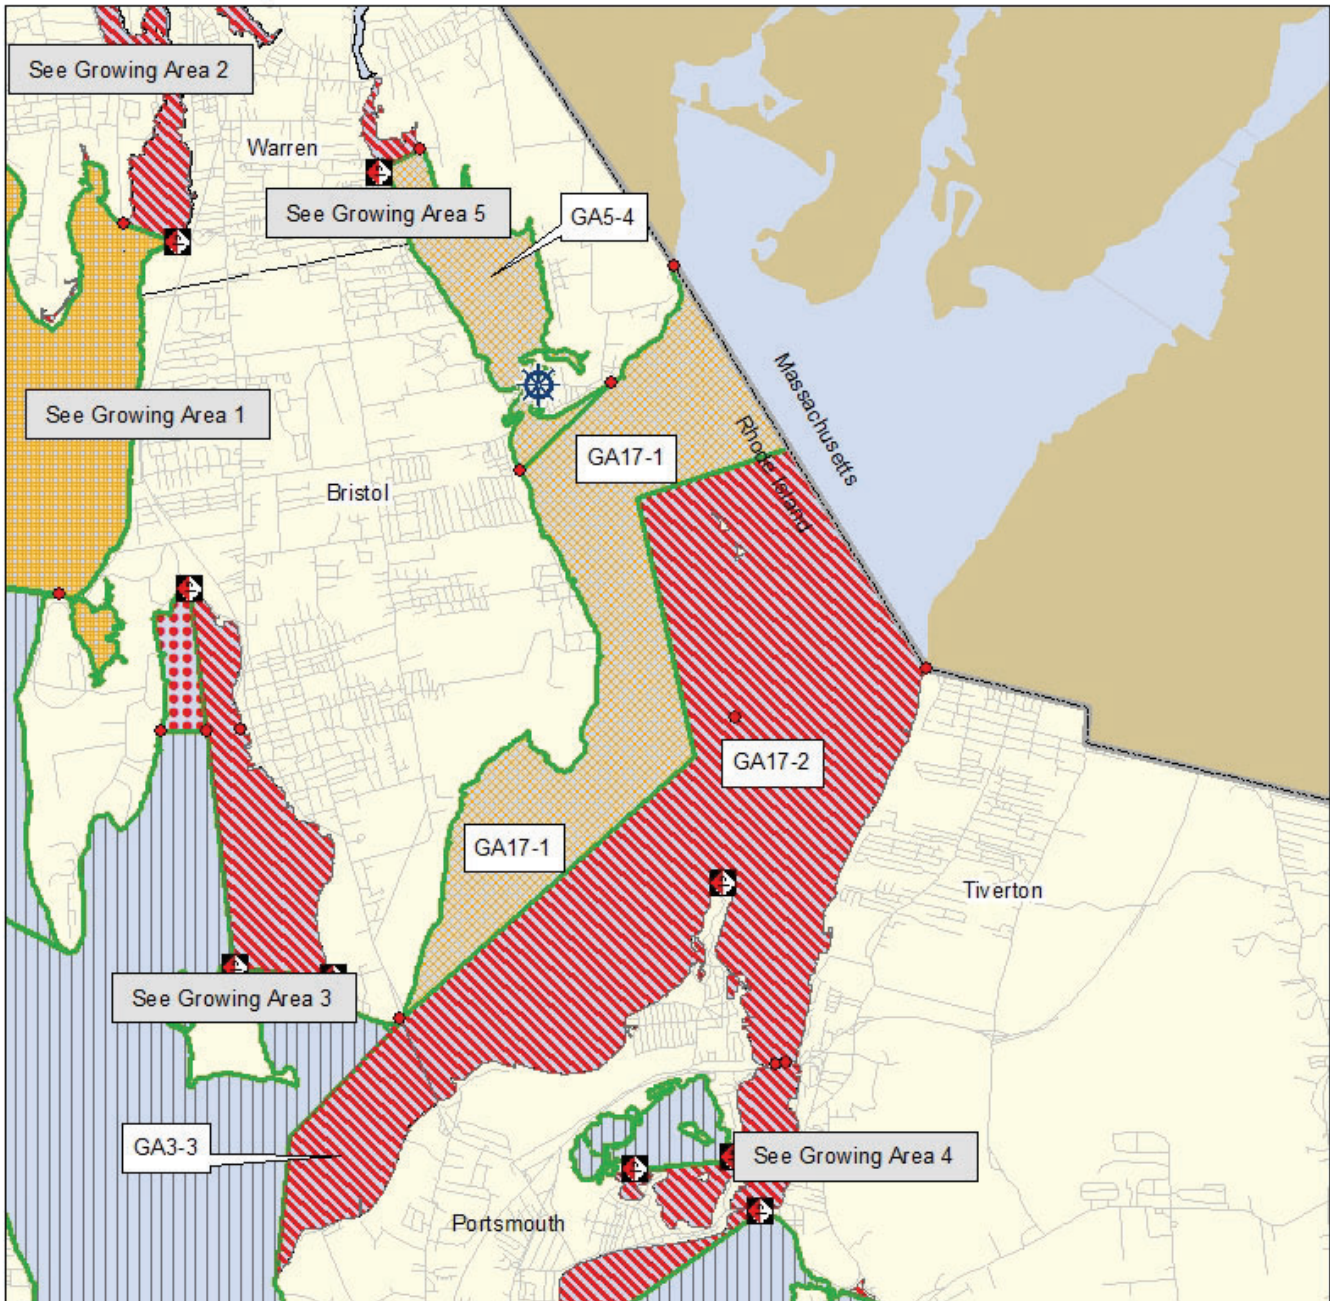 See Growing Area 2
Warren
See Growing Area 5
GA5-4
Massachusetts
Rhode Island
See Growing Area 1
GA17-1
Bristol
GA17-2
GA17-1
Tiverton
See Growing Area 3
GA3-3
See Growing Area 4
Portsmouth